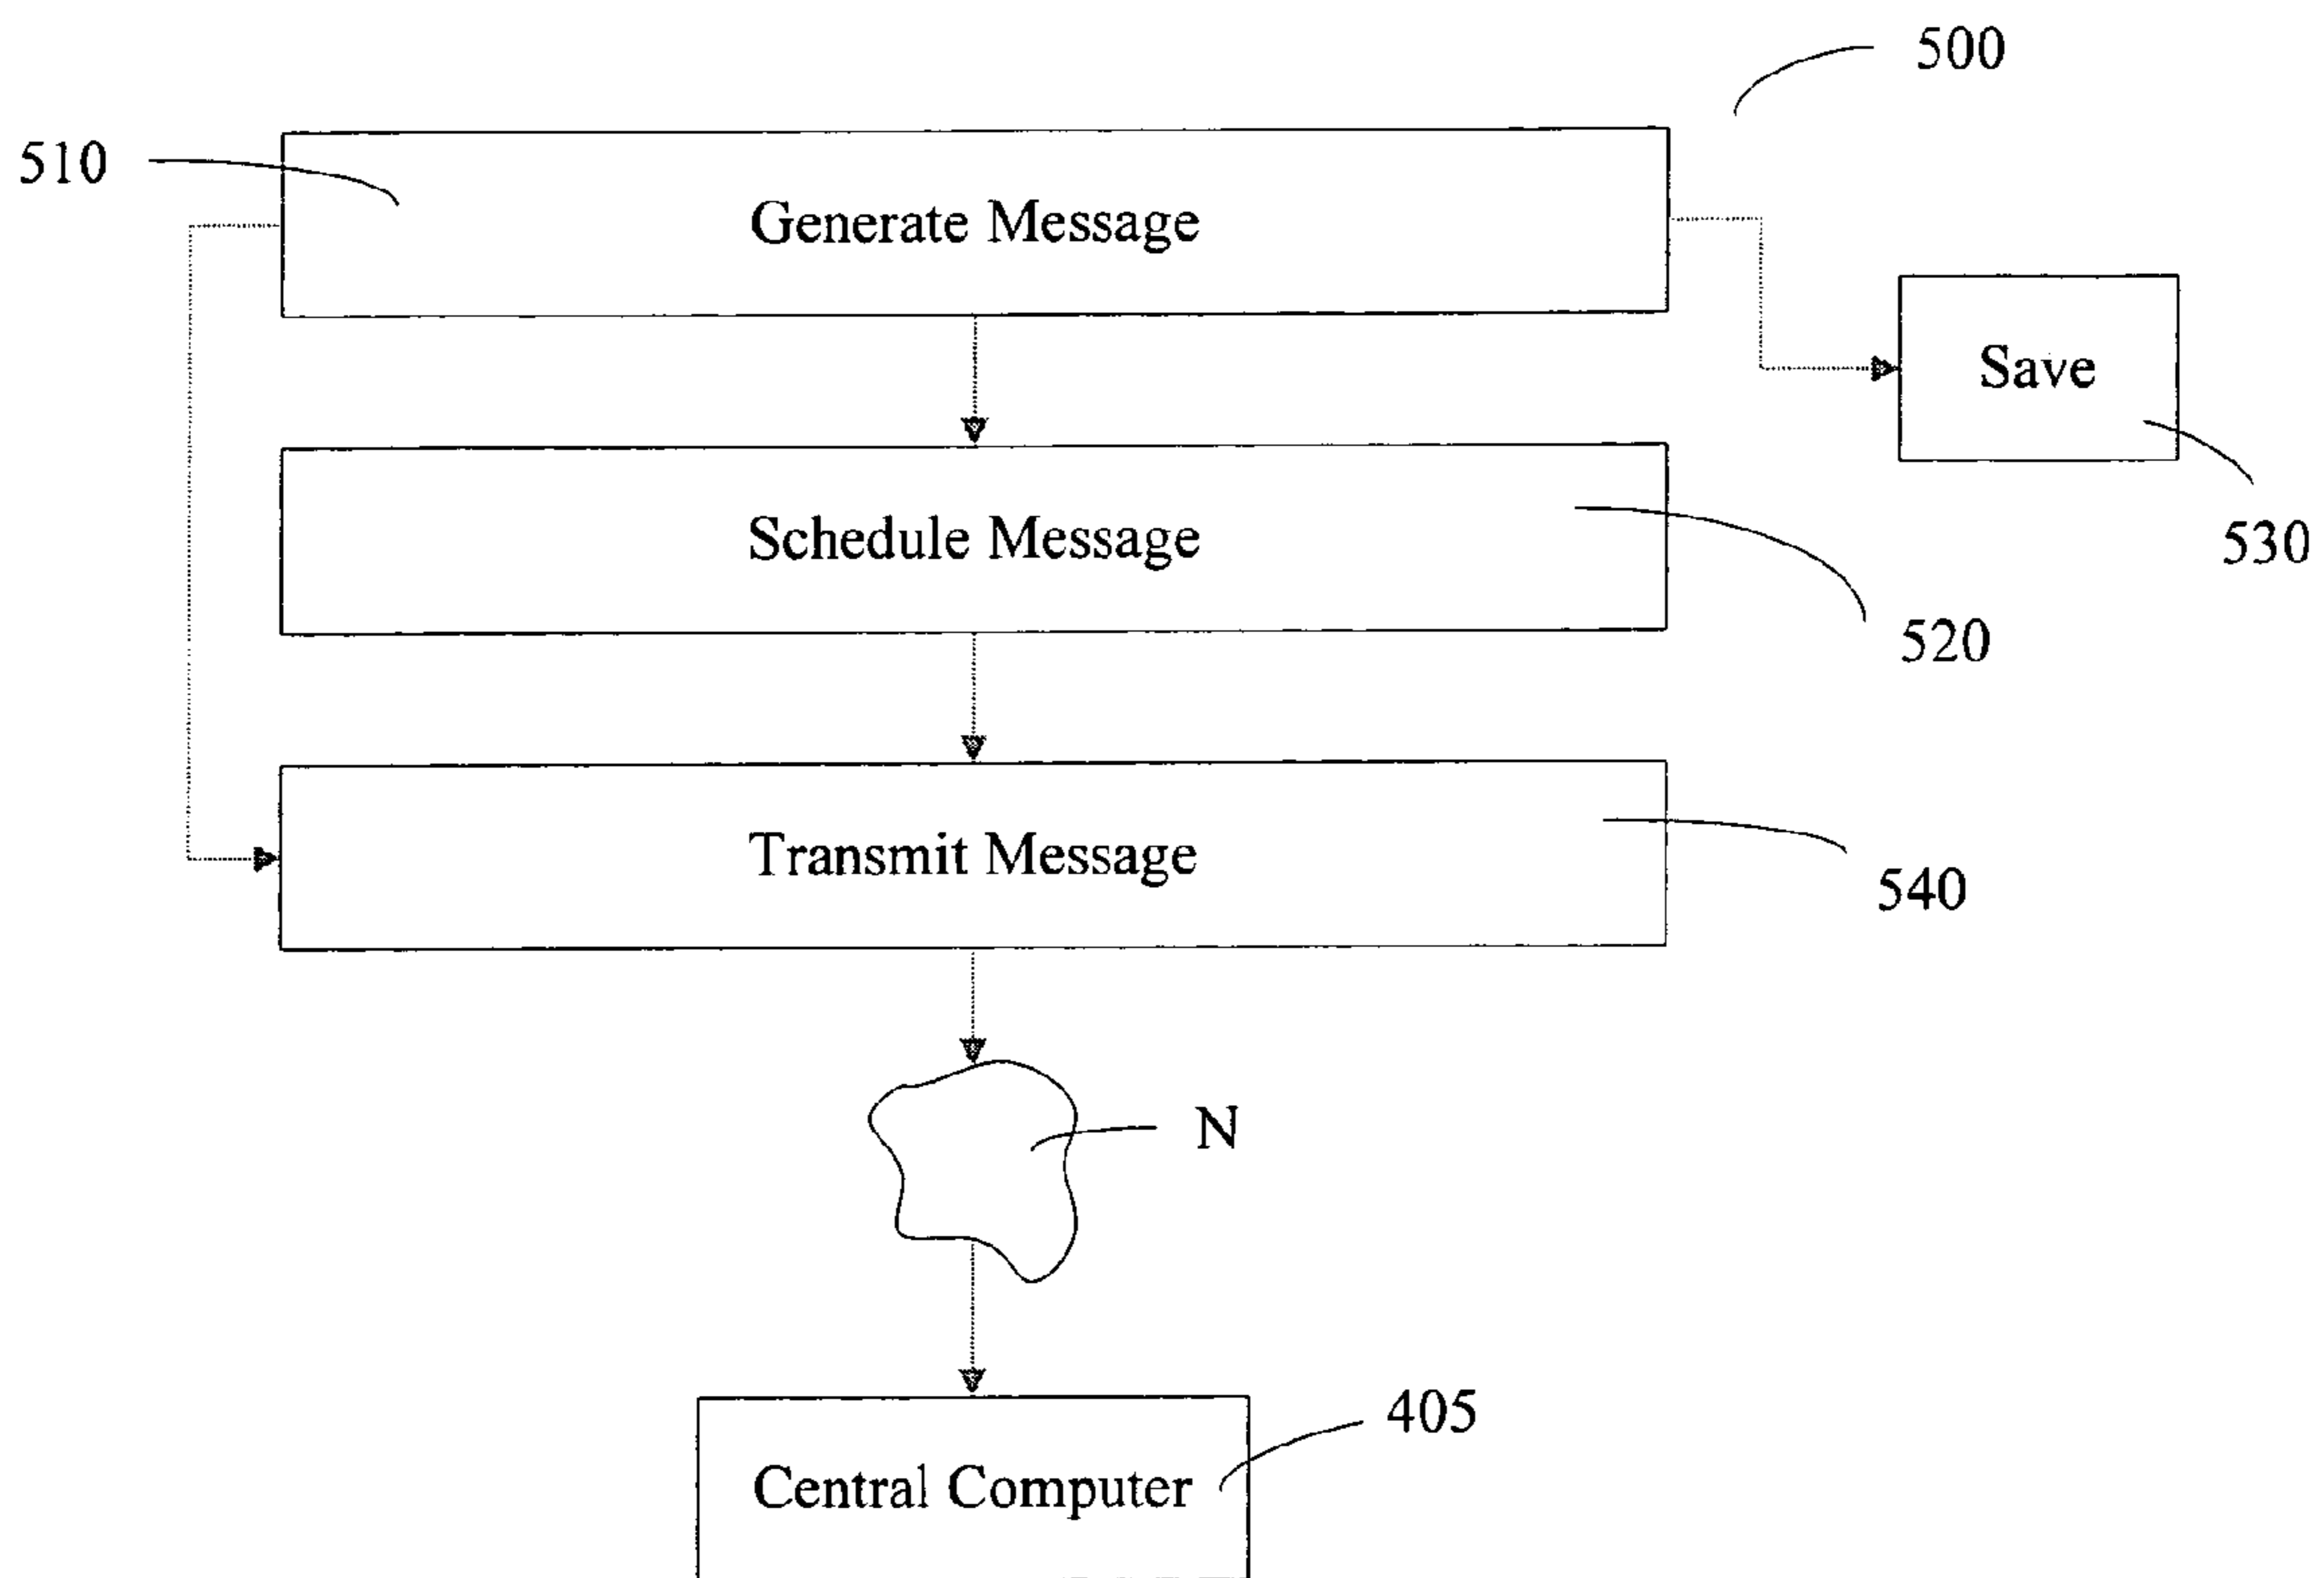 500
510
Generate Message
Save
530
Schedule Message
520
Transmit Message
540
N
405
Central Computer